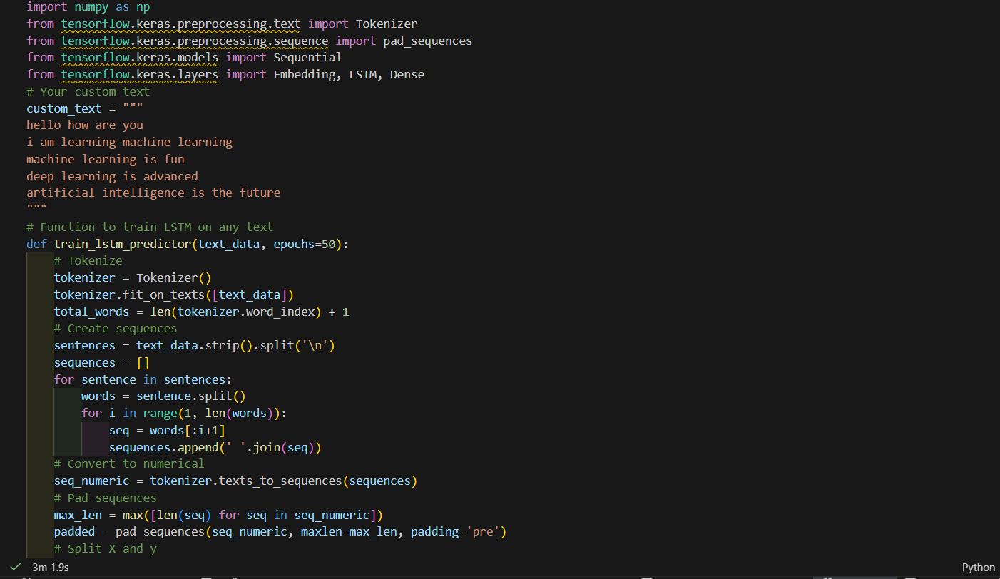 import numpy as np
from tensorflow.keras.preprocessing.text import Tokenizer
from tensorflow.keras.preprocessing.sequence import pad_sequences
from tensorflow.keras.models import Sequential
from tensorflow.keras.layers import Embedding, LSTM, Dense
# Your custom text
custom_text = """
hello how are you
i am learning machine learning
machine learning is fun
deep learning is advanced
artificial intelligence is the future
"""
# Function to train LSTM on any text
def train_lstm_predictor(text_data, epochs=50):
    # Tokenize
    tokenizer = Tokenizer()
    tokenizer.fit_on_texts([text_data])
    total_words = len(tokenizer.word_index) + 1
    # Create sequences
    sentences = text_data.strip().split('\n')
    sequences = []
    for sentence in sentences:
        words = sentence.split()
        for i in range(1, len(words)):
            seq = words[:i+1]
            sequences.append(' '.join(seq))
    # Convert to numerical
    seq_numeric = tokenizer.texts_to_sequences(sequences)
    # Pad sequences
    max_len = max([len(seq) for seq in seq_numeric])
    padded = pad_sequences(seq_numeric, maxlen=max_len, padding='pre')
    # Split X and y
3m 1.9s
Python